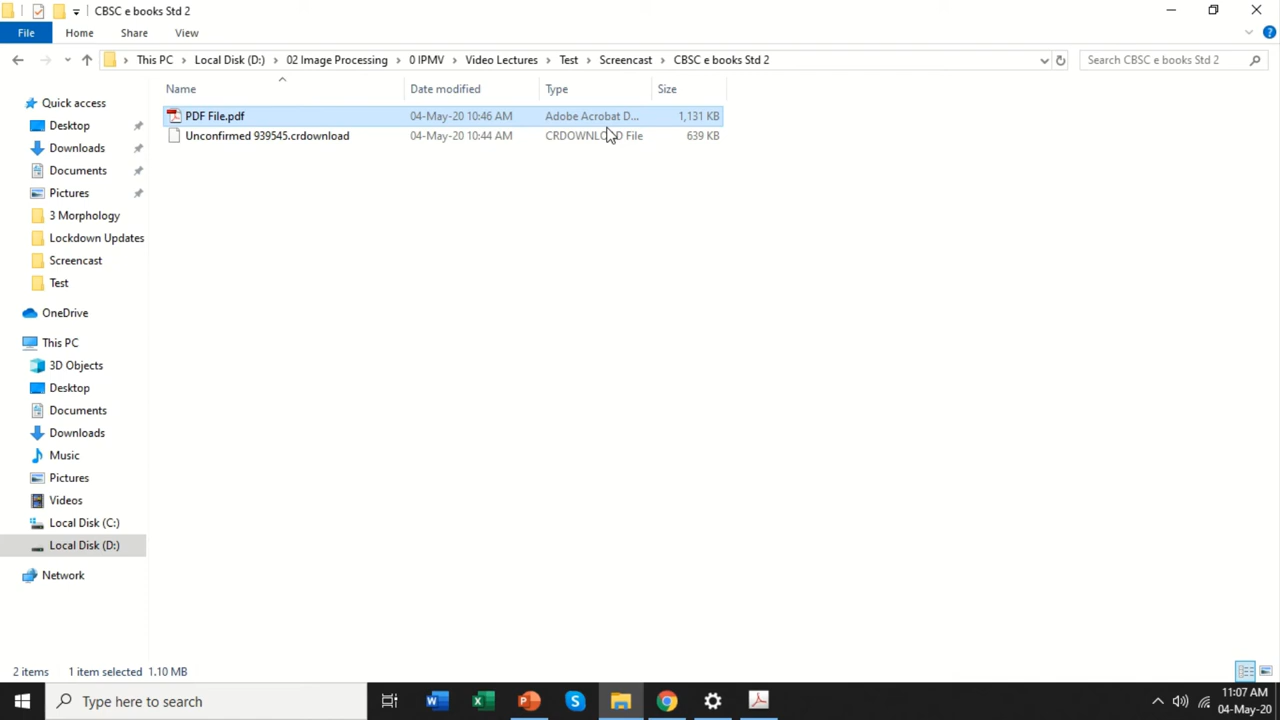 CBSC e books Std 2
File Home Share View
This PC Local Disk (D:) 02 Image Processing 0 IPMV Video Lectures Test Screencast CBSC e books Std 2 Search CBSC e books Std 2
Name Date modified Type Size
PDF File.pdf 04-May-20 10:46 AM Adobe Acrobat D... 1,131 KB
Unconfirmed 939545.crdownload 04-May-20 10:44 AM CRDOWNLOAD File 639 KB
Quick access
Desktop
Downloads
Documents
Pictures
3 Morphology
Lockdown Updates
Screencast
Test
OneDrive
This PC
3D Objects
Desktop
Documents
Downloads
Music
Pictures
Videos
Local Disk (C:)
Local Disk (D:)
Network
2 items 1 item selected 1.10 MB
Type here to search
11:07 AM
04-May-20